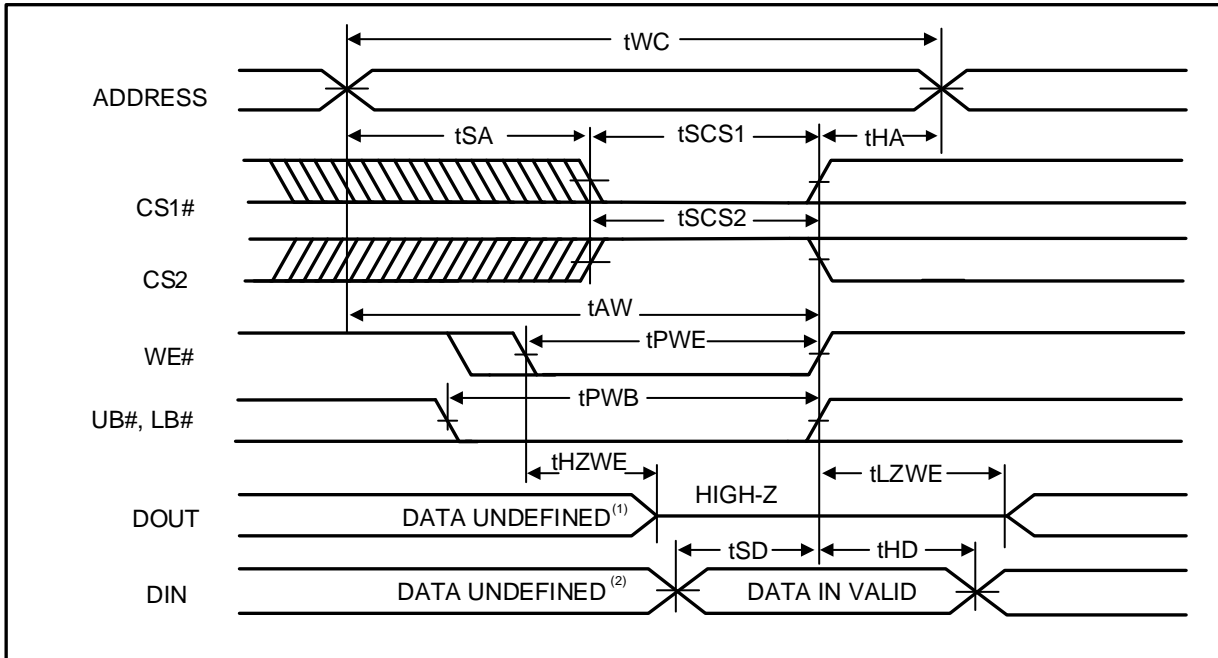 tWC
ADDRESS
tSA
tSCS1
tHA
CS1#
tSCS2
CS2
tAW
tPWE
WE#
tPWB
UB#, LB#
tHZWE
tLZWE
HIGH-Z
DOUT
DATA UNDEFINED(1)
tSD
tHD
DIN
DATA UNDEFINED(2)
DATA IN VALID